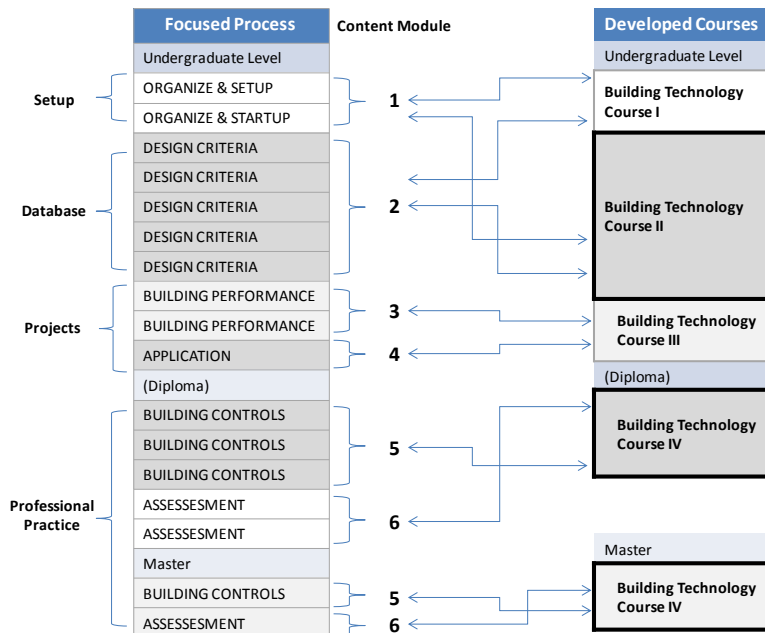 Focused Process
Content Module
Developed Courses
Undergraduate Level
Undergraduate Level
Setup
ORGANIZE & SETUP
ORGANIZE & STARTUP
1
Building Technology
Course I
Database
DESIGN CRITERIA
DESIGN CRITERIA
DESIGN CRITERIA
DESIGN CRITERIA
DESIGN CRITERIA
2
Building Technology
Course II
Projects
BUILDING PERFORMANCE
BUILDING PERFORMANCE
3
Building Technology
Course III
APPLICATION
4
(Diploma)
(Diploma)
Professional
Practice
BUILDING CONTROLS
BUILDING CONTROLS
BUILDING CONTROLS
5
Building Technology
Course IV
ASSESSESMENT
ASSESSESMENT
6
Master
Master
BUILDING CONTROLS
5
Building Technology
Course IV
ASSESSEMENT
6